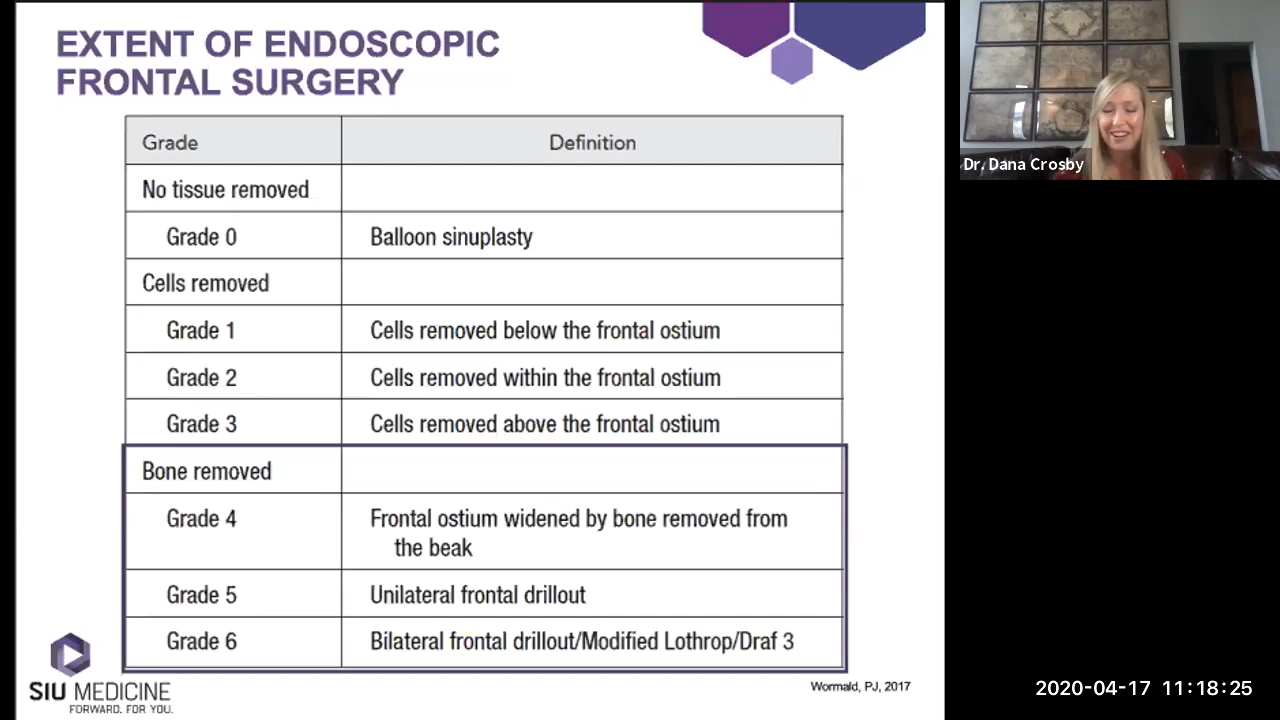 EXTENT OF ENDOSCOPIC
FRONTAL SURGERY
Grade Definition
No tissue removed
Grade 0 Balloon sinuplasty
Cells removed
Grade 1 Cells removed below the frontal ostium
Grade 2 Cells removed within the frontal ostium
Grade 3 Cells removed above the frontal ostium
Bone removed
Grade 4 Frontal ostium widened by bone removed from
the beak
Grade 5 Unilateral frontal drillout
Grade 6 Bilateral frontal drillout/Modified Lothrop/Draf 3
Wormald, PJ, 2017
SIU MEDICINE
FORWARD. FOR YOU.
Dr. Dana Crosby
2020-04-17 11:18:25